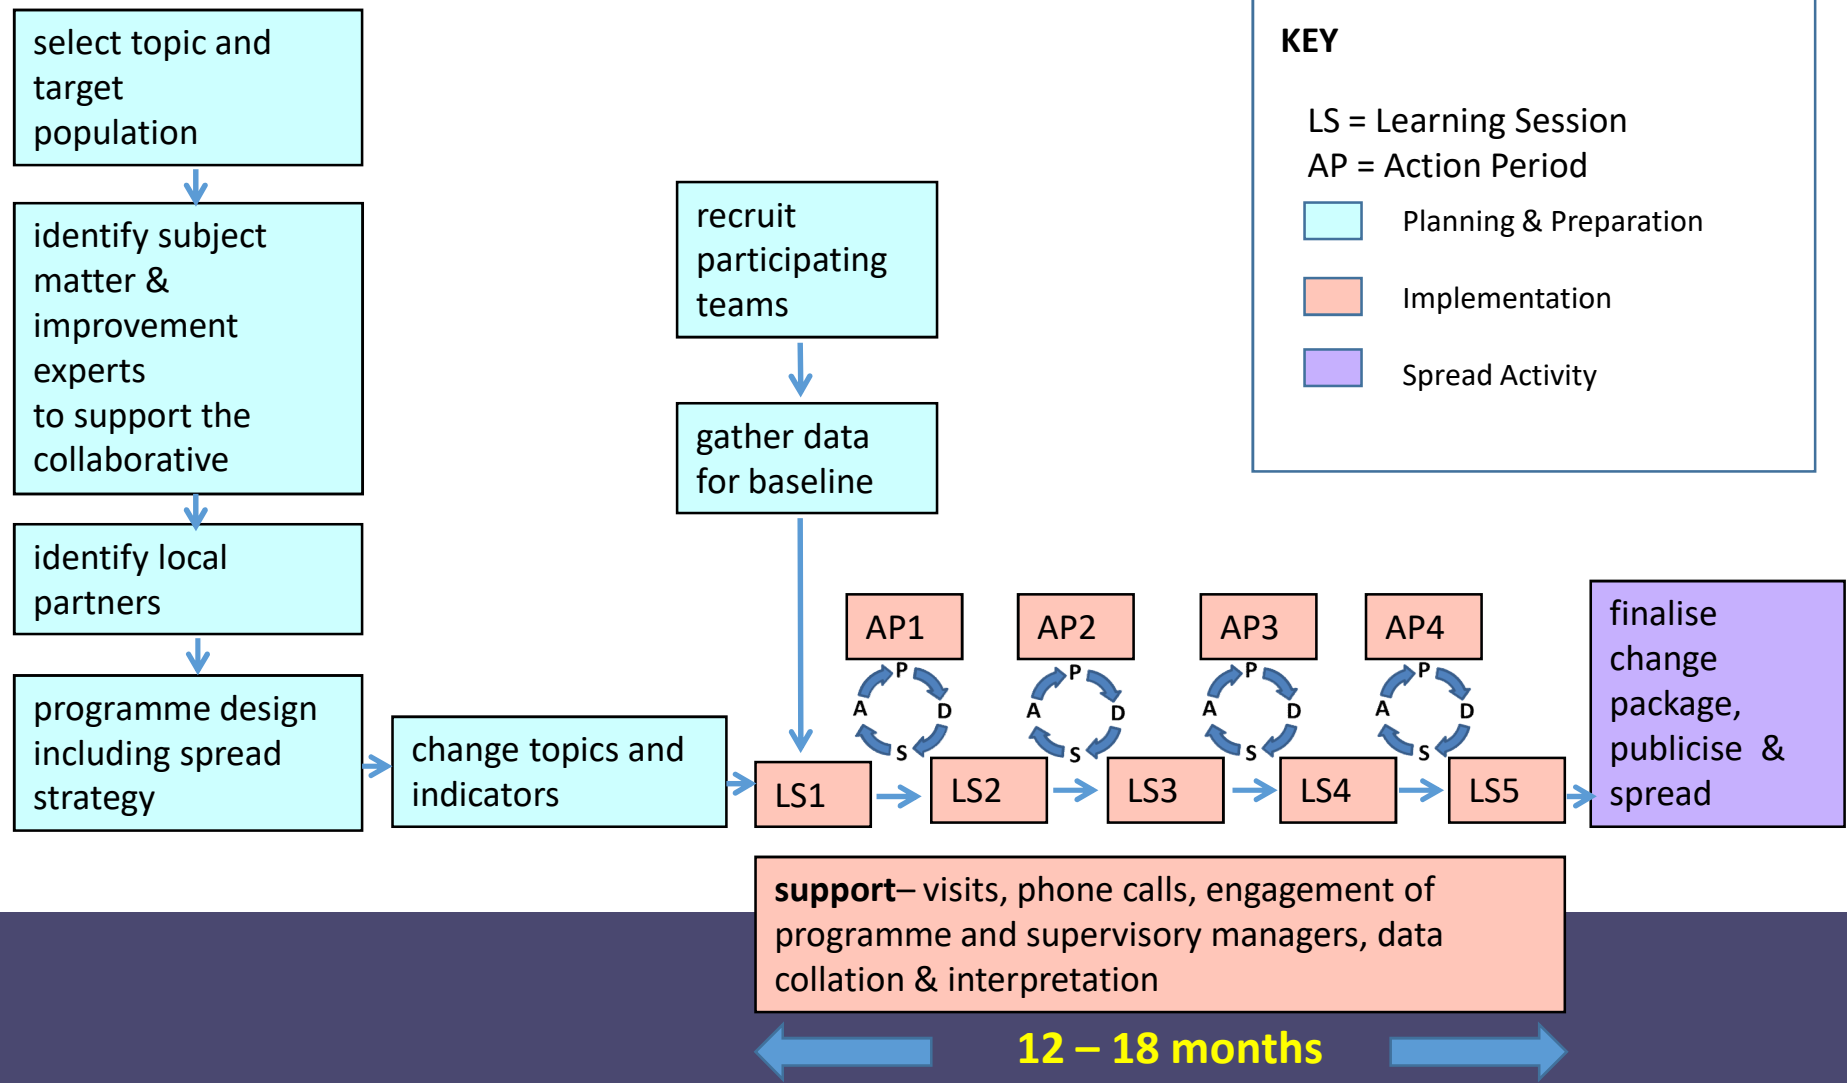 select topic and
target
population
identify subject
matter &
improvement
experts
to support the
collaborative
identify local
partners
programme design
including spread
strategy
change topics and
indicators
recruit
participating
teams
gather data
for baseline
KEY
LS = Learning Session
AP = Action Period
Planning & Preparation
Implementation
Spread Activity
AP1
P
A
D
S
AP2
P
A
D
S
AP3
P
A
D
S
AP4
P
A
D
S
LS1
LS2
LS3
LS4
LS5
finalise
change
package,
publicise &
spread
support– visits, phone calls, engagement of
programme and supervisory managers, data
collation & interpretation
12 – 18 months